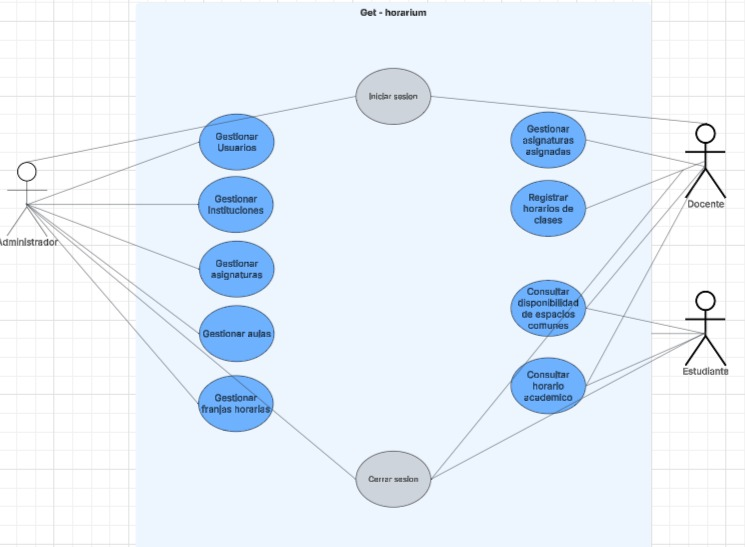 Get - horarium
Iniciar sesion
Gestionar
Usuarios
Gestionar
asignaturas
asignadas
Gestionar
Instituciones
Registrar
horarios de
clases
Administrador
Docente
Gestionar
asignaturas
Consultar
disponibilidad
de espacios
comunes
Gestionar aulas
Estudiante
Consultar
horario
academico
Gestionar
franjas horarias
Cerrar sesion